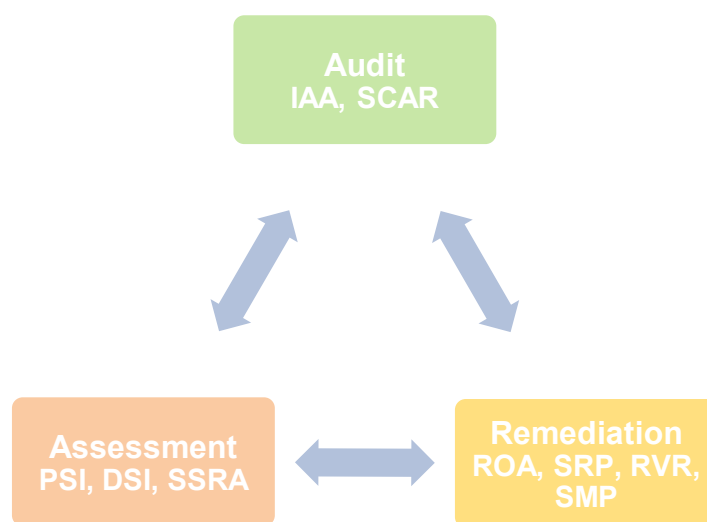 Audit
IAA, SCAR
Assessment
PSI, DSI, SSRA
Remediation
ROA, SRP, RVR,
SMP